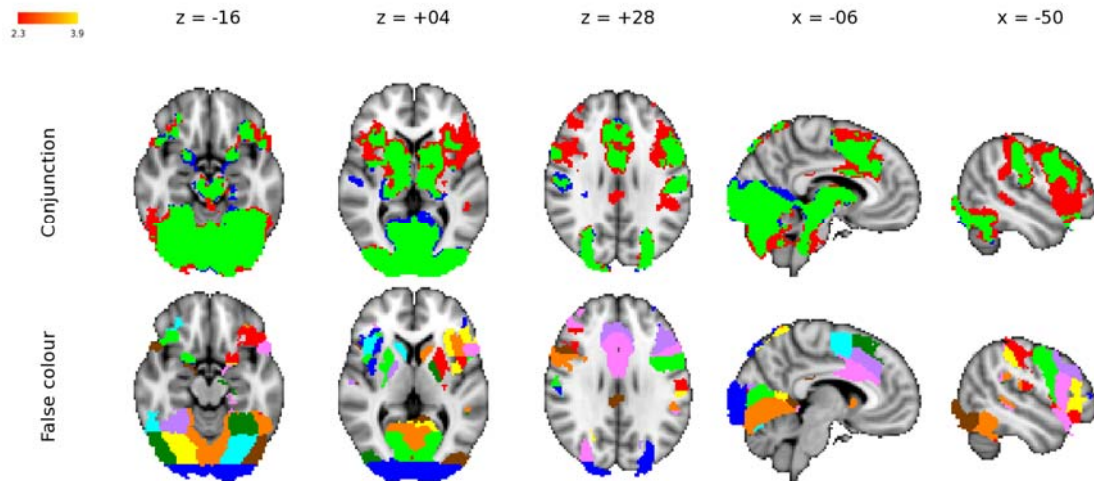 z = -16 z = +04 z = +28 x = -06 x = -50
2.3 3.9
Conjunction
False colour